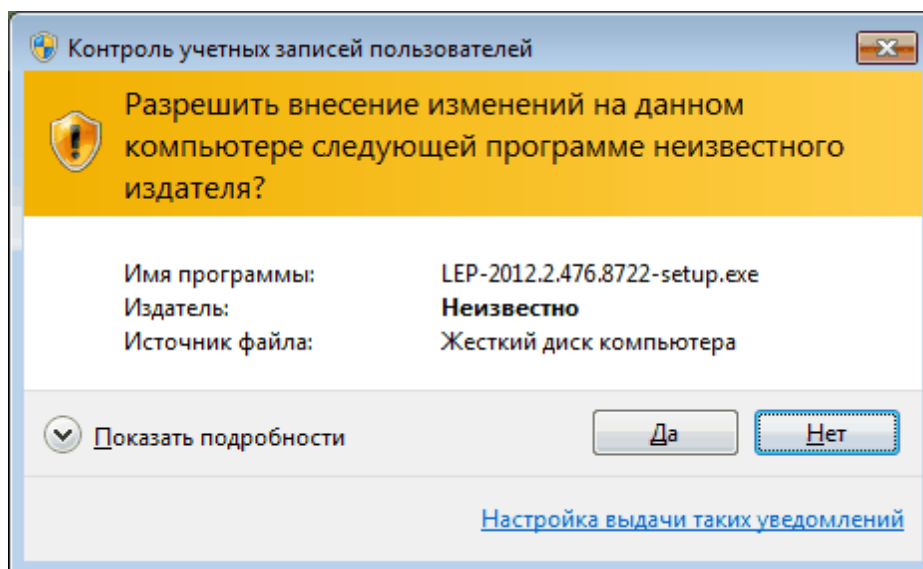 Контроль учетных записей пользователей
Разрешить внесение изменений на данном
компьютере следующей программе неизвестного
издателя?
Имя программы: LEP-2012.2.476.8722-setup.exe
Издатель: Неизвестно
Источник файла: Жесткий диск компьютера
Показать подробности Да Нет
Настройка выдачи таких уведомлений